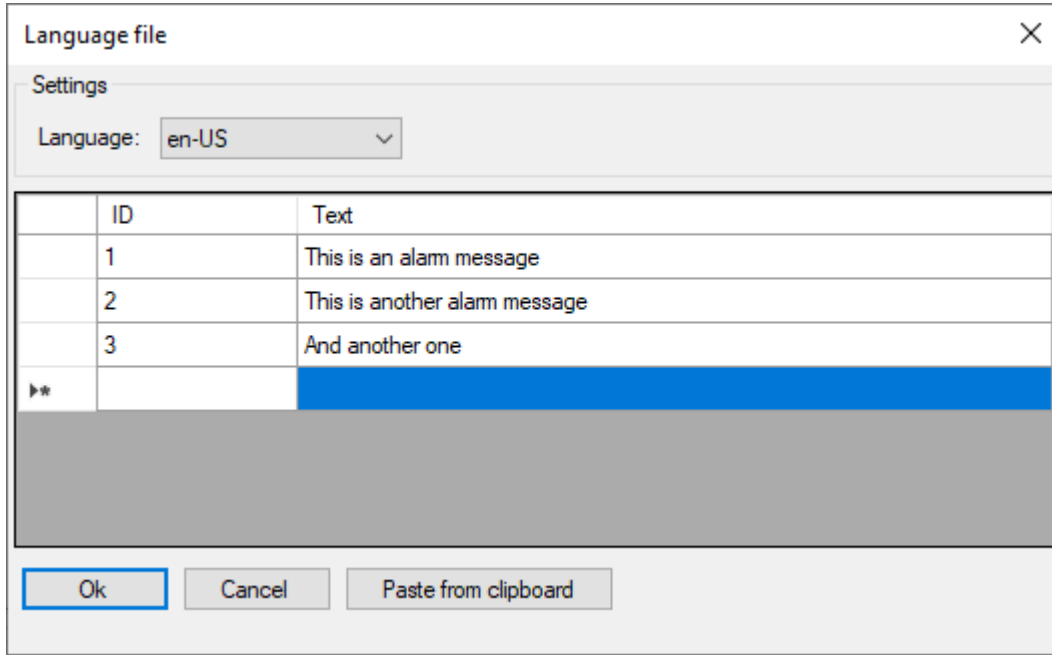 Language file
Settings
Language: en-US
ID Text
1 This is an alarm message
2 This is another alarm message
3 And another one
Ok Cancel Paste from clipboard